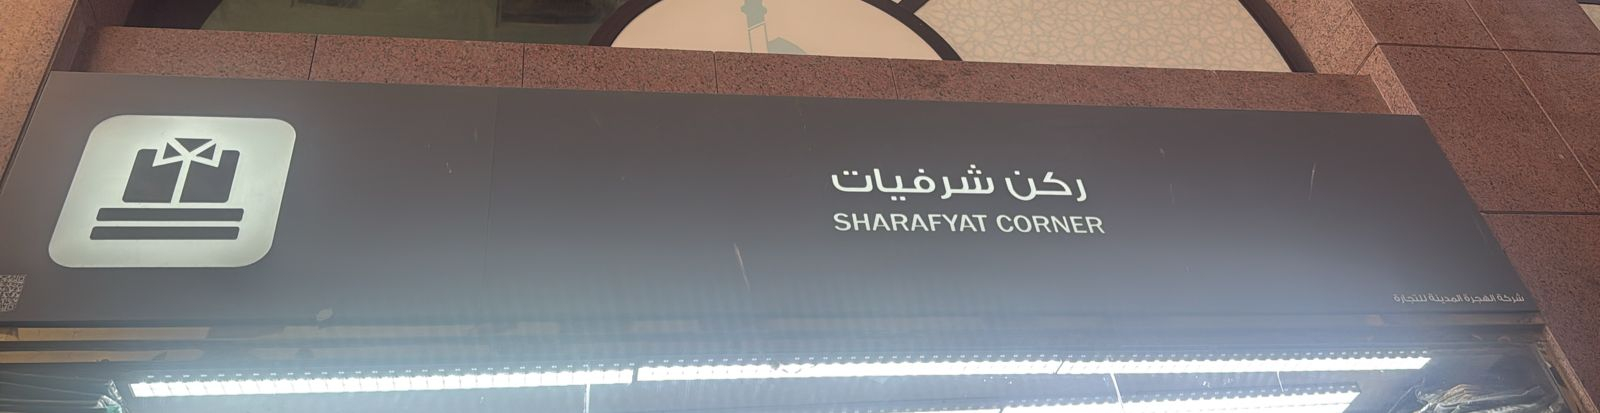 ركن شرفيات
SHARAFYAT CORNER
شركة الهجرة المدينة للتجارة